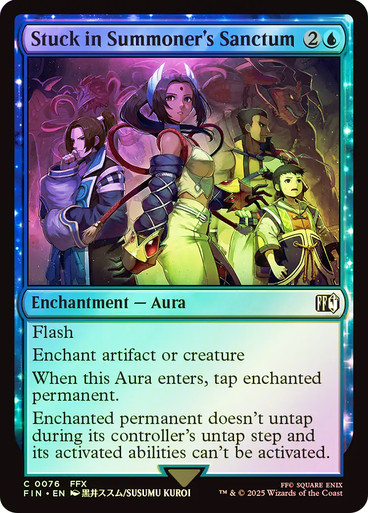 Stuck in Summoner's Sanctum 2
Enchantment — Aura
Flash
Enchant artifact or creature
When this Aura enters, tap enchanted
permanent.
Enchanted permanent doesn't untap
during its controller's untap step and
its activated abilities can't be activated.
C 0076 FFX
FIN • EN 黒井ススム/SUSUMU KUROI
FF© SQUARE ENIX
™ & © 2025 Wizards of the Coast